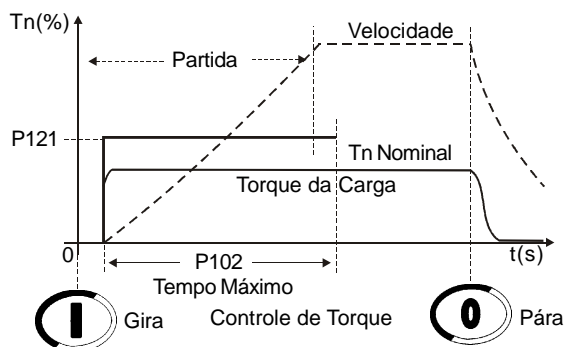 Tn(%)
Velocidade
Partida
P121
Tn Nominal
Torque da Carga
0
t(s)
P102
Tempo Máximo
I Gira
Controle de Torque
0 Pára